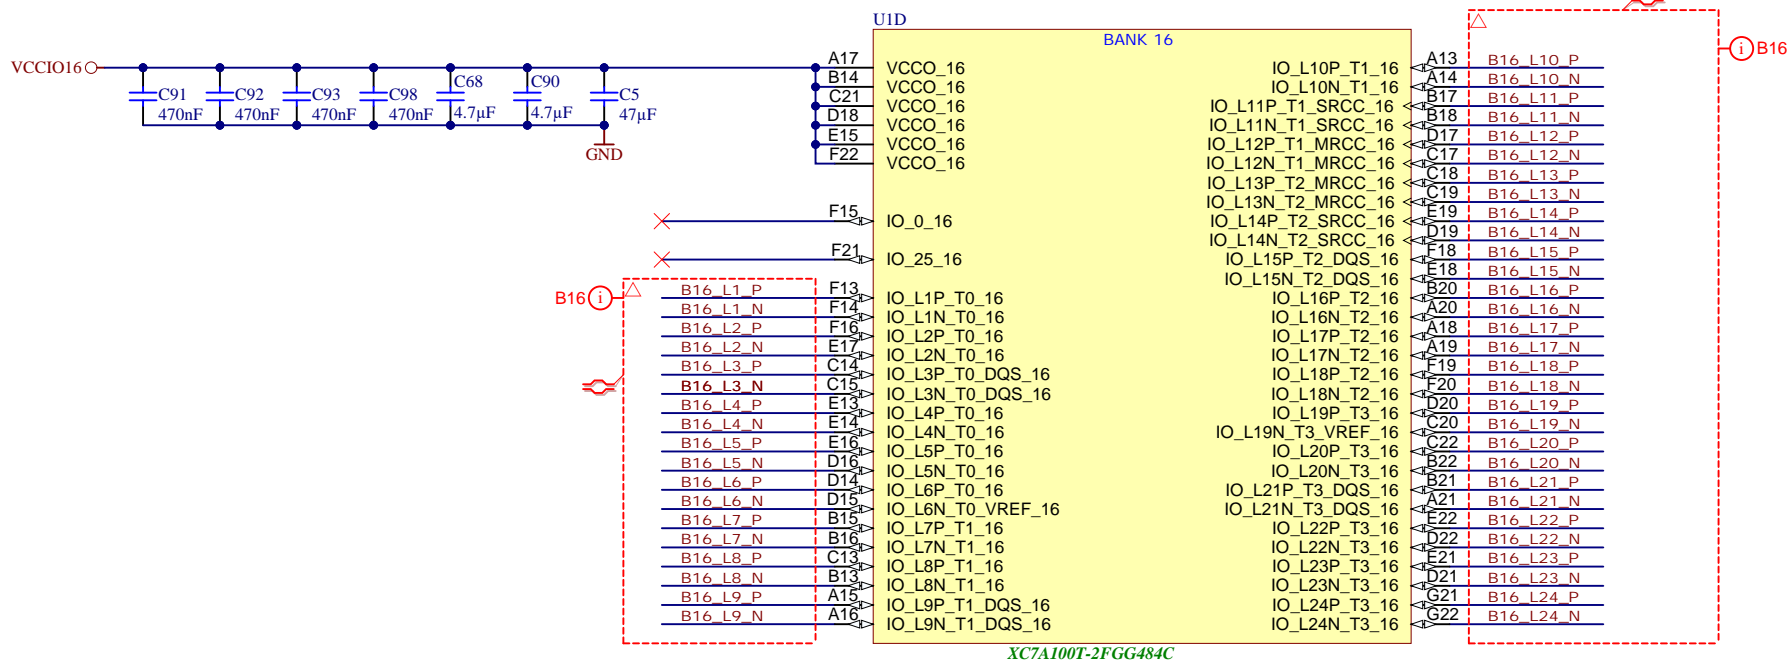 U1D
BANK 16
VCCIO16
C91
470nF
C92
470nF
C93
470nF
C98
470nF
C68
4.7µF
C90
4.7µF
C5
47µF
GND
A17 VCCO_16
B14 VCCO_16
C21 VCCO_16
D18 VCCO_16
E15 VCCO_16
F22 VCCO_16
F15 IO_0_16
F21 IO_25_16
B16 i
B16_L1_P F13 IO_L1P_T0_16
B16_L1_N F14 IO_L1N_T0_16
B16_L2_P F16 IO_L2P_T0_16
B16_L2_N E17 IO_L2N_T0_16
B16_L3_P C14 IO_L3P_T0_DQS_16
B16_L3_N C15 IO_L3N_T0_DQS_16
B16_L4_P E13 IO_L4P_T0_16
B16_L4_N E14 IO_L4N_T0_16
B16_L5_P E16 IO_L5P_T0_16
B16_L5_N D16 IO_L5N_T0_16
B16_L6_P D14 IO_L6P_T0_16
B16_L6_N D15 IO_L6N_T0_VREF_16
B16_L7_P B15 IO_L7P_T1_16
B16_L7_N B16 IO_L7N_T1_16
B16_L8_P C13 IO_L8P_T1_16
B16_L8_N B13 IO_L8N_T1_16
B16_L9_P A15 IO_L9P_T1_DQS_16
B16_L9_N A16 IO_L9N_T1_DQS_16
IO_L10P_T1_16 A13 B16_L10_P
IO_L10N_T1_16 A14 B16_L10_N
IO_L11P_T1_SRCC_16 B17 B16_L11_P
IO_L11N_T1_SRCC_16 B18 B16_L11_N
IO_L12P_T1_MRCC_16 D17 B16_L12_P
IO_L12N_T1_MRCC_16 C17 B16_L12_N
IO_L13P_T2_MRCC_16 C18 B16_L13_P
IO_L13N_T2_MRCC_16 C19 B16_L13_N
IO_L14P_T2_SRCC_16 E19 B16_L14_P
IO_L14N_T2_SRCC_16 D19 B16_L14_N
IO_L15P_T2_DQS_16 F18 B16_L15_P
IO_L15N_T2_DQS_16 E18 B16_L15_N
IO_L16P_T2_16 B20 B16_L16_P
IO_L16N_T2_16 A20 B16_L16_N
IO_L17P_T2_16 A18 B16_L17_P
IO_L17N_T2_16 A19 B16_L17_N
IO_L18P_T2_16 F19 B16_L18_P
IO_L18N_T2_16 F20 B16_L18_N
IO_L19P_T3_16 D20 B16_L19_P
IO_L19N_T3_VREF_16 C20 B16_L19_N
IO_L20P_T3_16 C22 B16_L20_P
IO_L20N_T3_16 B22 B16_L20_N
IO_L21P_T3_DQS_16 B21 B16_L21_P
IO_L21N_T3_DQS_16 A21 B16_L21_N
IO_L22P_T3_16 E22 B16_L22_P
IO_L22N_T3_16 D22 B16_L22_N
IO_L23P_T3_16 E21 B16_L23_P
IO_L23N_T3_16 D21 B16_L23_N
IO_L24P_T3_16 G21 B16_L24_P
IO_L24N_T3_16 G22 B16_L24_N
i B16
XC7A100T-2FGG484C